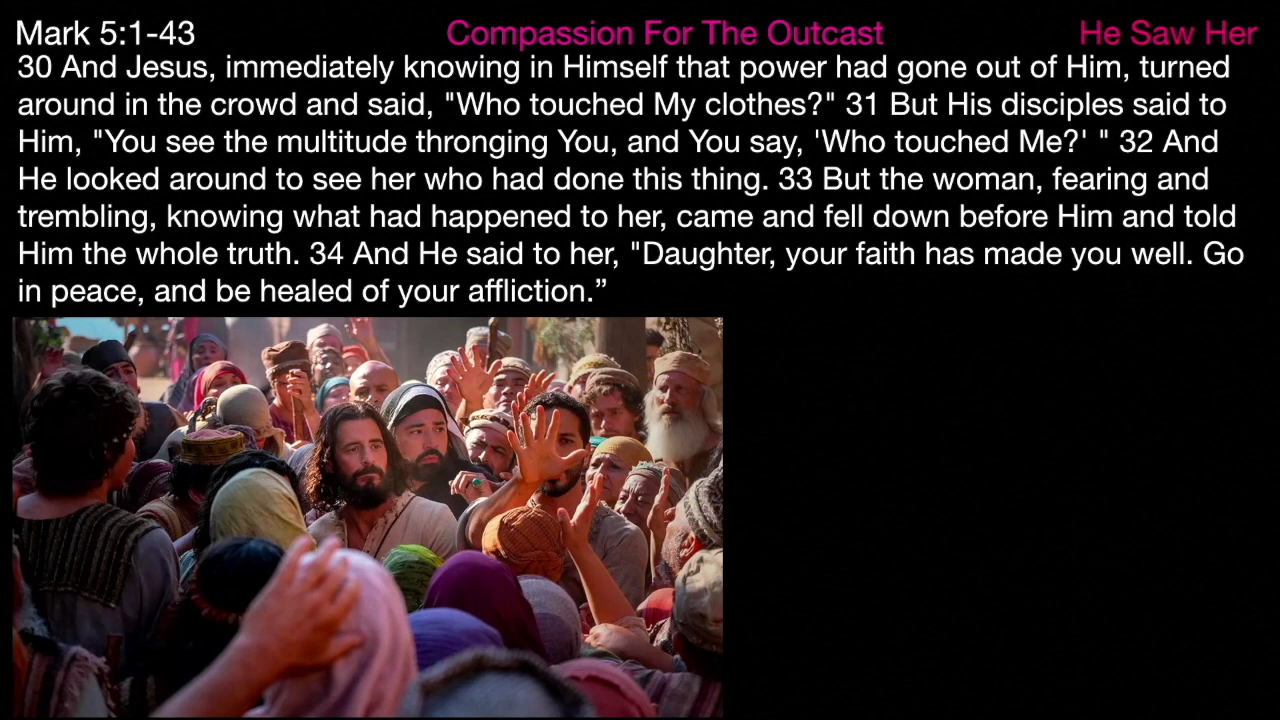 Mark 5:1-43 Compassion For The Outcast He Saw Her
30 And Jesus, immediately knowing in Himself that power had gone out of Him, turned
around in the crowd and said, "Who touched My clothes?" 31 But His disciples said to
Him, "You see the multitude thronging You, and You say, 'Who touched Me?' " 32 And
He looked around to see her who had done this thing. 33 But the woman, fearing and
trembling, knowing what had happened to her, came and fell down before Him and told
Him the whole truth. 34 And He said to her, "Daughter, your faith has made you well. Go
in peace, and be healed of your affliction.”